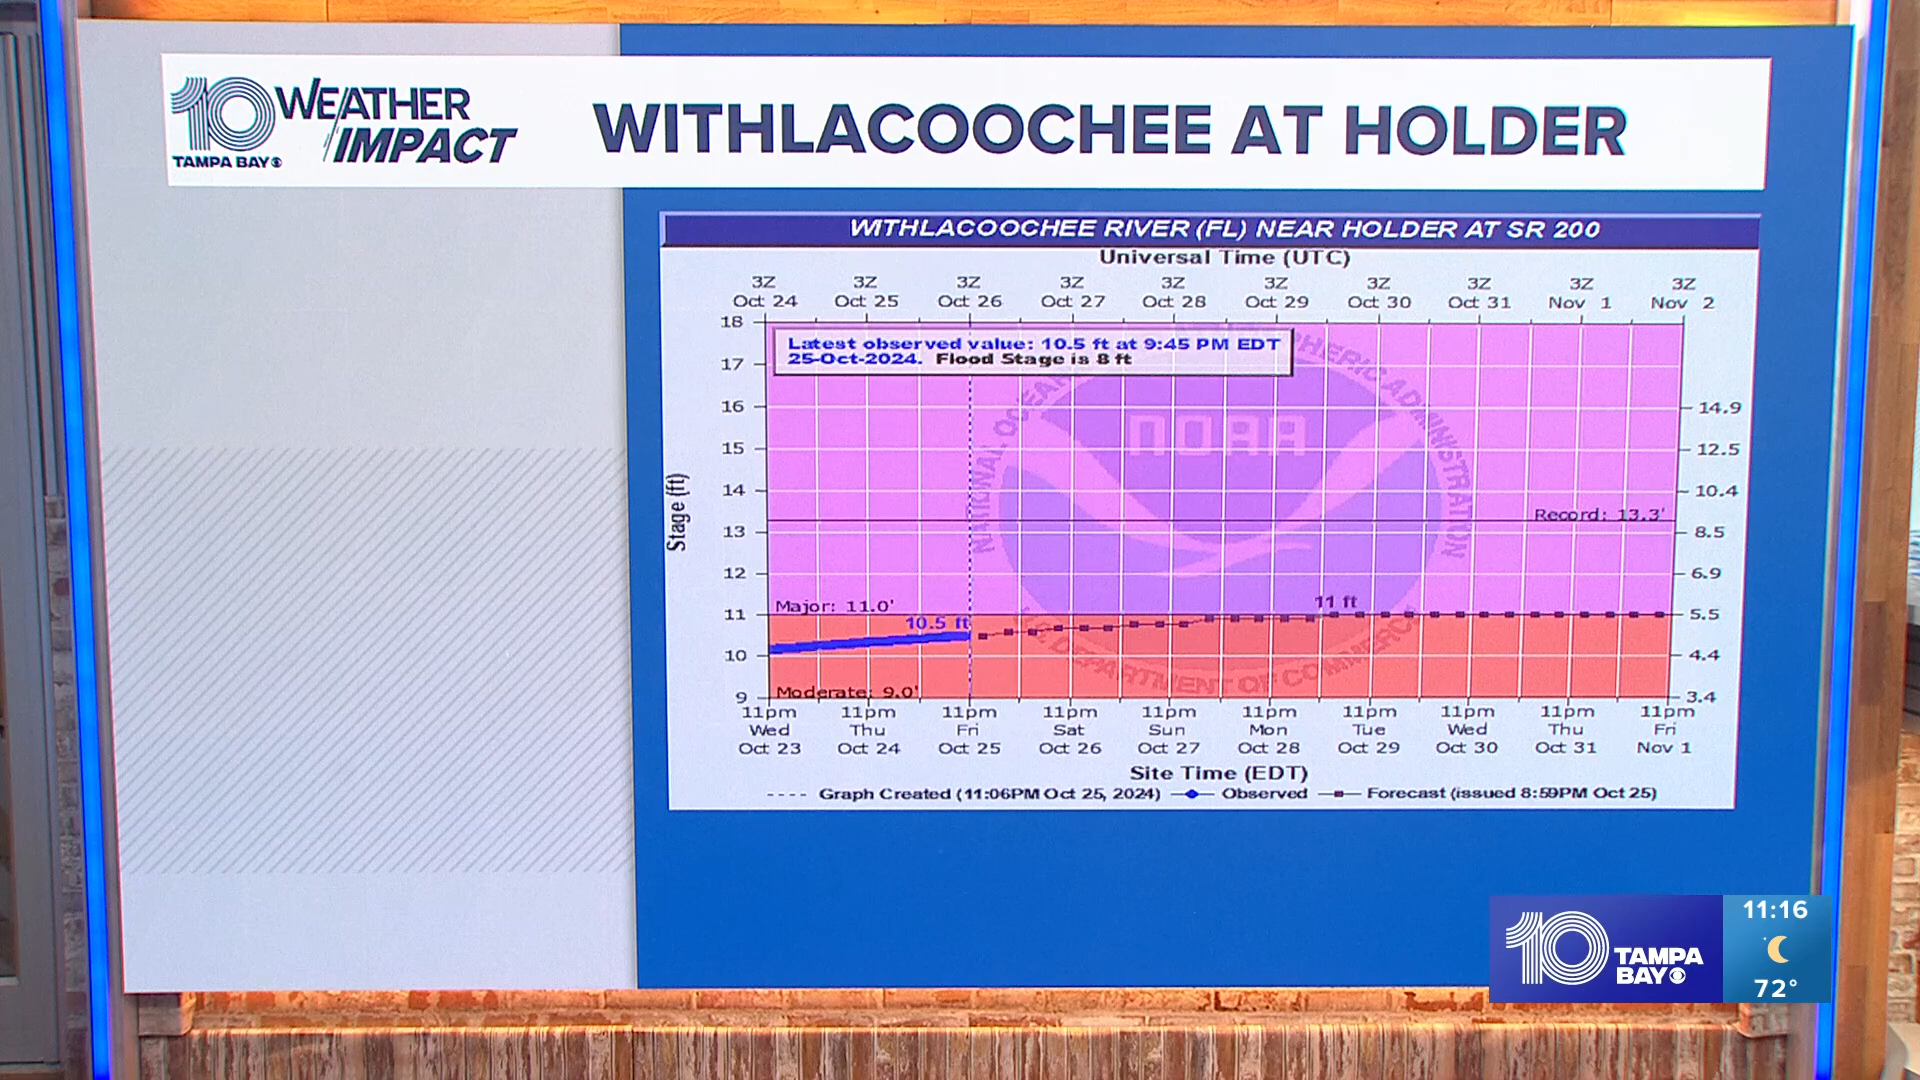 10 WEATHER
IMPACT
TAMPA BAY
WITHLACOOCHEE AT HOLDER
WITHLACOOCHEE RIVER (FL) NEAR HOLDER AT SR 200
Universal Time (UTC)
3Z 3Z 3Z 3Z 3Z 3Z 3Z 3Z 3Z 3Z
Oct 24 Oct 25 Oct 26 Oct 27 Oct 28 Oct 29 Oct 30 Oct 31 Nov 1 Nov 2
Latest observed value: 10.5 ft at 9:45 PM EDT
25-Oct-2024. Flood Stage is 8 ft
Stage (ft)
18
17
16
15
14
13
12
11
10
9
14.9
12.5
10.4
8.5
6.9
5.5
4.4
3.4
NATIONAL OCEAN PHERIC ADMINISTRATION
NOAA
U.S. DEPARTMENT OF COMMERCE
Record: 13.3'
Major: 11.0'
11 ft
10.5 ft
Moderate: 9.0'
11pm 11pm 11pm 11pm 11pm 11pm 11pm 11pm 11pm 11pm
Wed Thu Fri Sat Sun Mon Tue Wed Thu Fri
Oct 23 Oct 24 Oct 25 Oct 26 Oct 27 Oct 28 Oct 29 Oct 30 Oct 31 Nov 1
Site Time (EDT)
---- Graph Created (11:06PM Oct 25, 2024) Observed Forecast (issued 8:59PM Oct 25)
10 TAMPA
BAY
11:16
72°